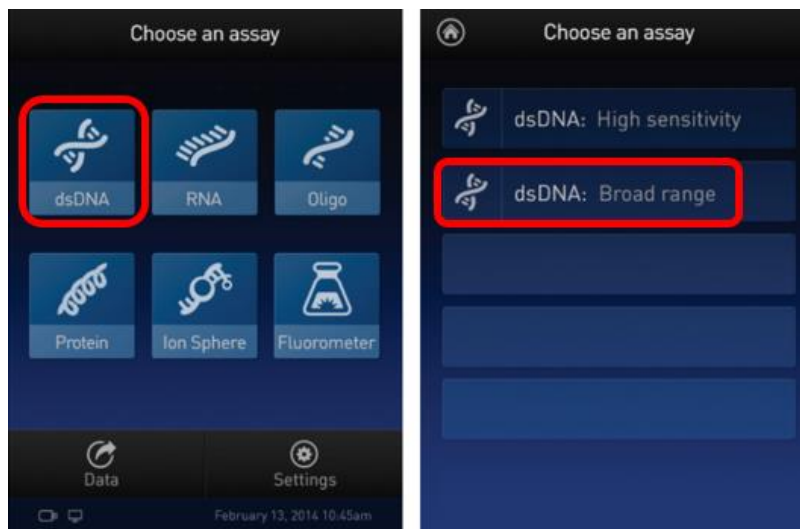 Choose an assay
dsDNA RNA Oligo
Protein Ion Sphere Fluorometer
Data Settings
February 13, 2014 10:45am
Choose an assay
dsDNA: High sensitivity
dsDNA: Broad range